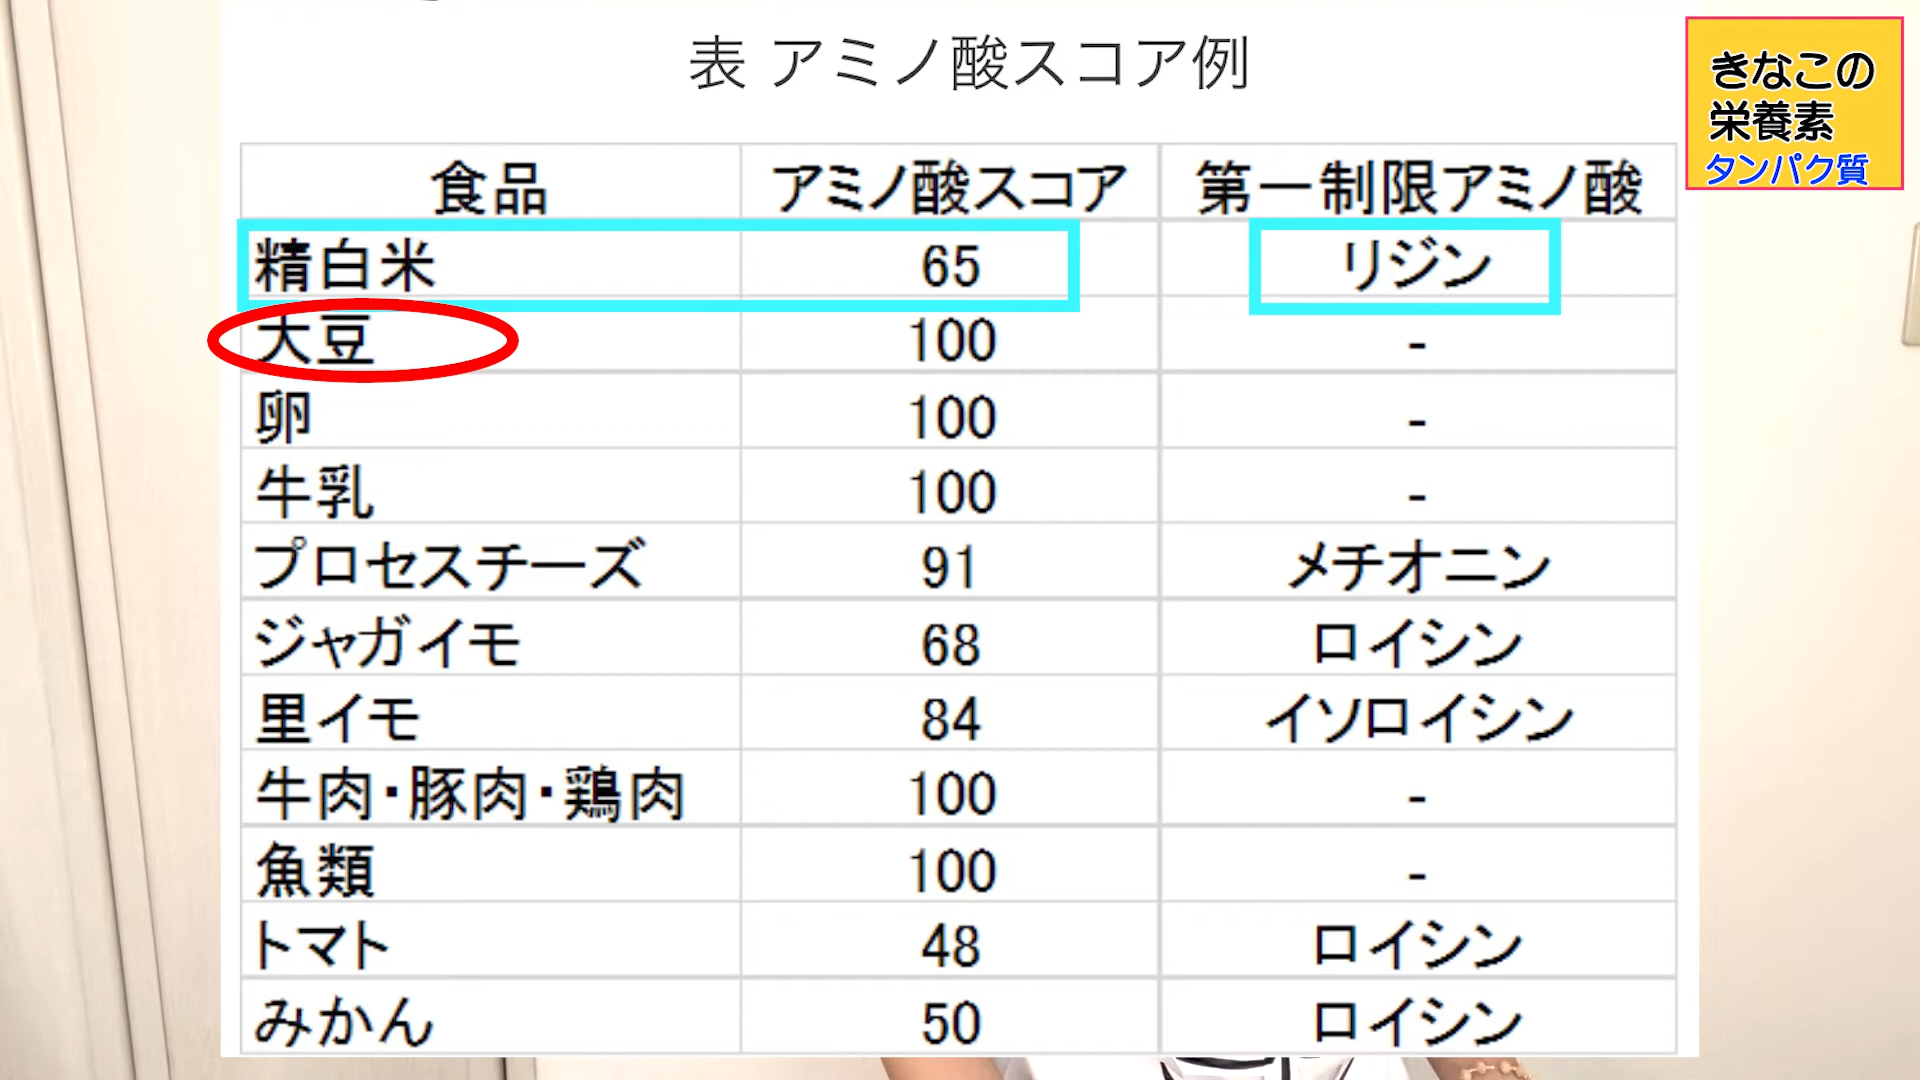 表 アミノ酸スコア例
きなこの
栄養素
タンパク質
食品 アミノ酸スコア 第一制限アミノ酸
精白米 65 リジン
大豆 100 -
卵 100 -
牛乳 100 -
プロセスチーズ 91 メチオニン
ジャガイモ 68 ロイシン
里イモ 84 イソロイシン
牛肉・豚肉・鶏肉 100 -
魚類 100 -
トマト 48 ロイシン
みかん 50 ロイシン